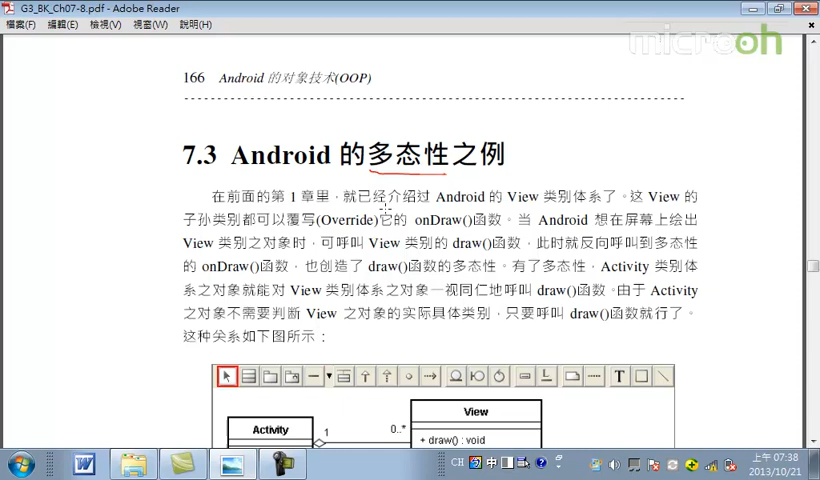 G3_BK_Ch07-8.pdf - Adobe Reader
檔案(F) 編輯(E) 檢視(V) 視窗(W) 說明(H)
microoh
166 Android 的对象技术(OOP)
7.3 Android 的多态性之例
在前面的第 1 章里，就已经介绍过 Android 的 View 类别体系了。这 View 的
子孙类别都可以覆写(Override)它的 onDraw()函数。当 Android 想在屏幕上绘出
View 类别之对象时，可呼叫 View 类别的 draw()函数，此时就反向呼叫到多态性
的 onDraw()函数，也创造了 draw()函数的多态性。有了多态性，Activity 类别体
系之对象就能对 View 类别体系之对象一视同仁地呼叫 draw()函数。由于 Activity
之对象不需要判断 View 之对象的实际具体类别，只要呼叫 draw()函数就行了。
这种关系如下图所示：
T
View
Activity 1 0..*
+ draw() : void
CH 中
上午 07:38
2013/10/21